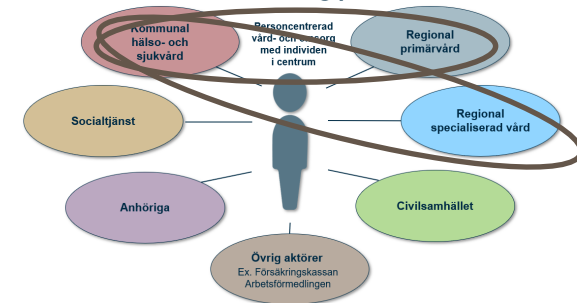 Kommunal
hälso- och
sjukvård
Personcentrerad
vård- och omsorg
med individen
i centrum
Regional
primärvård
Socialtjänst
Regional
specialiserad vård
Anhöriga
Civilsamhället
Övrig aktörer
Ex. Försäkringskassan
Arbetsförmedlingen